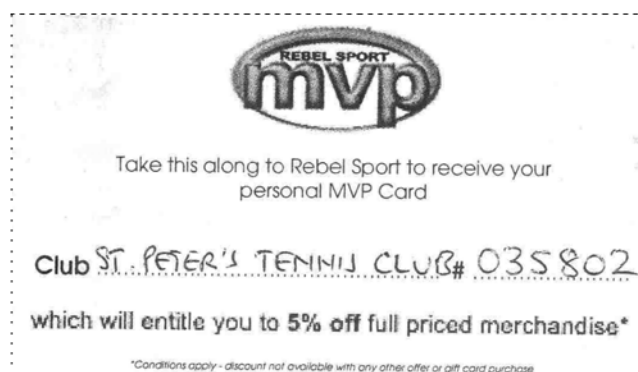 REBEL SPORT
mvp
Take this along to Rebel Sport to receive your
personal MVP Card
Club ST. PETER'S TENNIS CLUB# 035802
which will entitle you to 5% off full priced merchandise*
*Conditions apply - discount not available with any other offer or gift card purchase